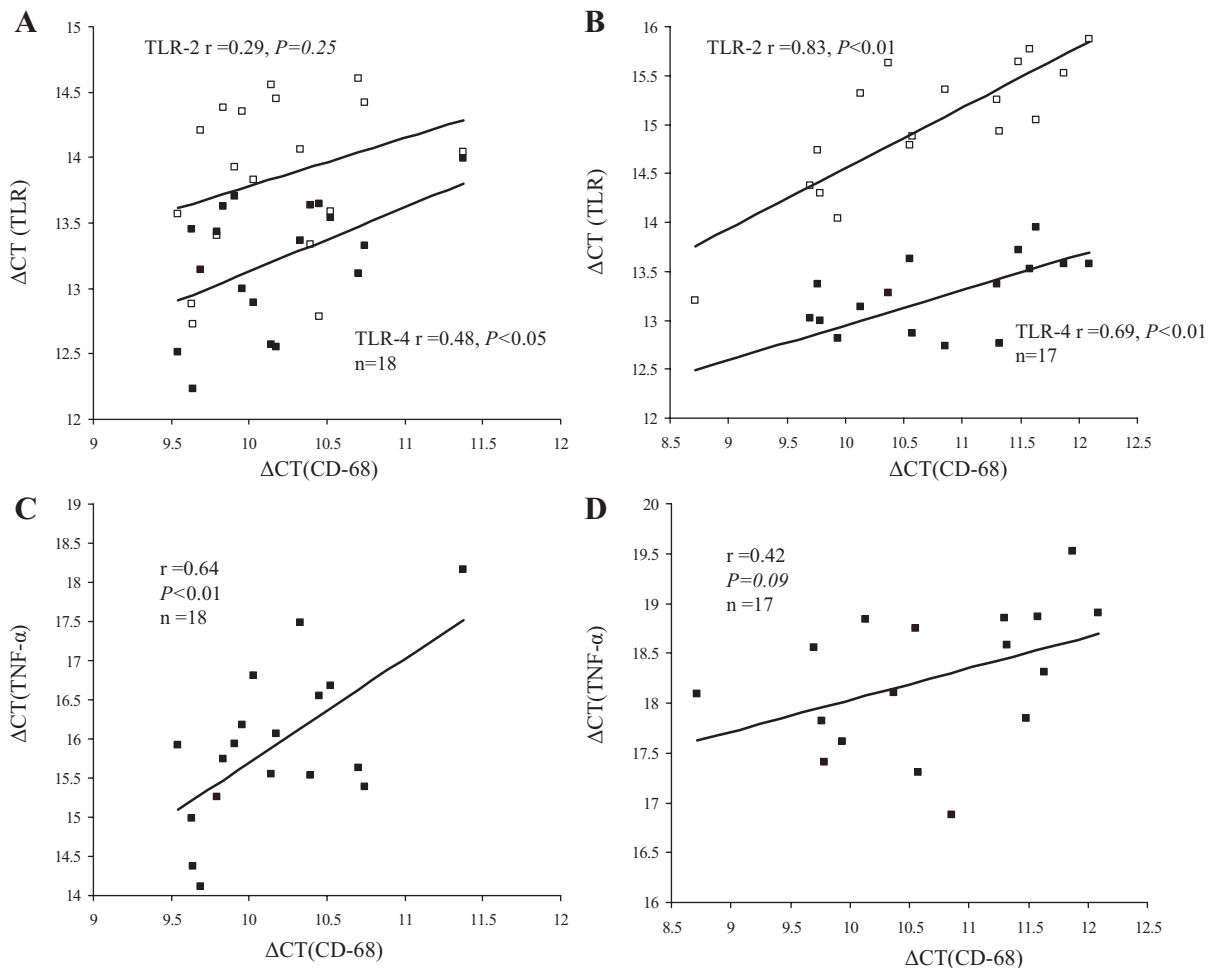 A
TLR-2 r =0.29, P=0.25
15
14.5
14
13.5
13
12.5
12
ΔCT (TLR)
TLR-4 r =0.48, P<0.05
n=18
9
9.5
10
10.5
11
11.5
12
ΔCT(CD-68)
B
TLR-2 r =0.83, P<0.01
16
15.5
15
14.5
14
13.5
13
12.5
12
ΔCT (TLR)
TLR-4 r =0.69, P<0.01
n=17
8.5
9
9.5
10
10.5
11
11.5
12
12.5
ΔCT(CD-68)
C
19
18.5
18
17.5
17
16.5
16
15.5
15
14.5
14
ΔCT(TNF-α)
r =0.64
P<0.01
n =18
9
9.5
10
10.5
11
11.5
12
ΔCT(CD-68)
D
20
19.5
19
18.5
18
17.5
17
16.5
16
ΔCT(TNF-α)
r =0.42
P=0.09
n =17
8.5
9
9.5
10
10.5
11
11.5
12
12.5
ΔCT(CD-68)